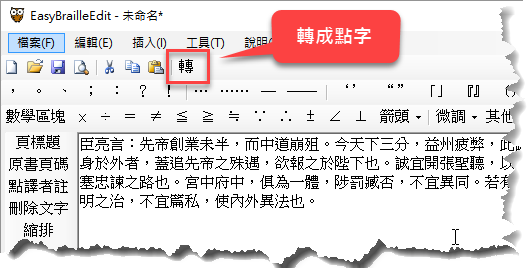 EasyBrailleEdit - 未命名*
檔案(F) 編輯(E) 插入(I) 工具(T) 說明
轉成點字
轉
， 、 ； ： ？ ！ … …… — —— ‘’ “” 「」 『』
數學區塊 × ÷ = ≠ ≦ ≧ ≒ ∵ ∴ ± ∠ ⊥ 箭頭 微調 其他
頁標題
原書頁碼
點譯者註
刪除文字
縮排
臣亮言：先帝創業未半，而中道崩殂。今天下三分，益州疲弊，此
身於外者，蓋追先帝之殊遇，欲報之於陛下也。誠宜開張聖聽，以
塞忠諫之路也。宮中府中，俱為一體，陟罰臧否，不宜異同。若有
明之治，不宜篤私，使內外異法也。